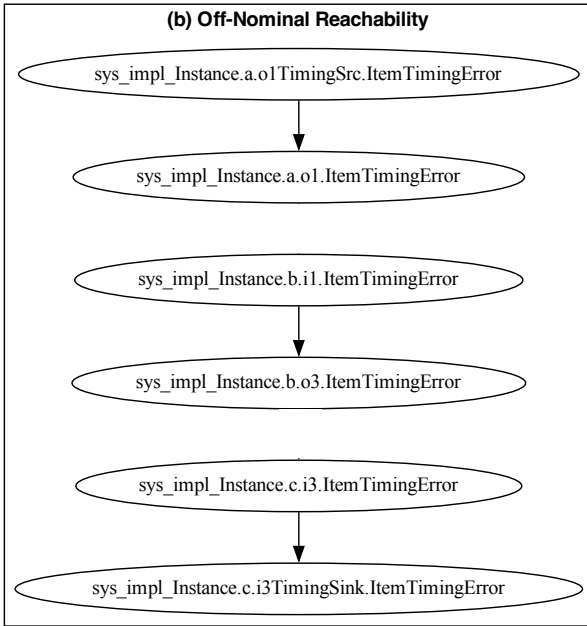 (b) Off-Nominal Reachability
sys_impl_Instance.a.o1TimingSrc.ItemTimingError
sys_impl_Instance.a.o1.ItemTimingError
sys_impl_Instance.b.i1.ItemTimingError
sys_impl_Instance.b.o3.ItemTimingError
sys_impl_Instance.c.i3.ItemTimingError
sys_impl_Instance.c.i3TimingSink.ItemTimingError